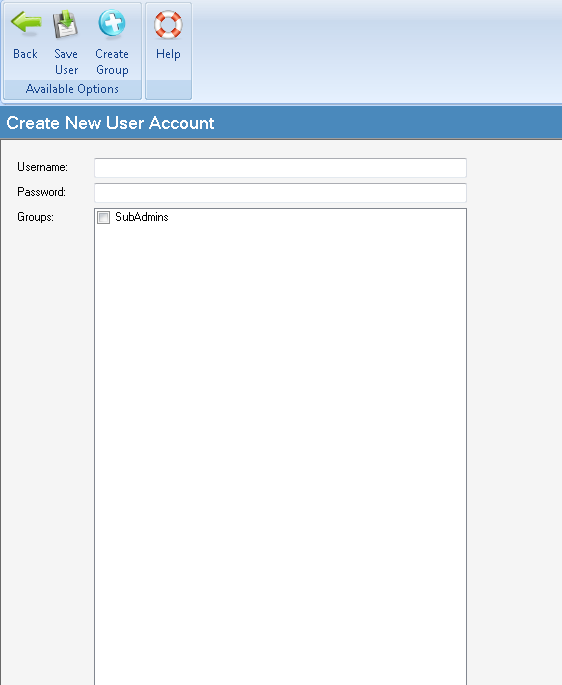 Back Save User Create Group Help
Available Options
Create New User Account
Username:
Password:
Groups: SubAdmins